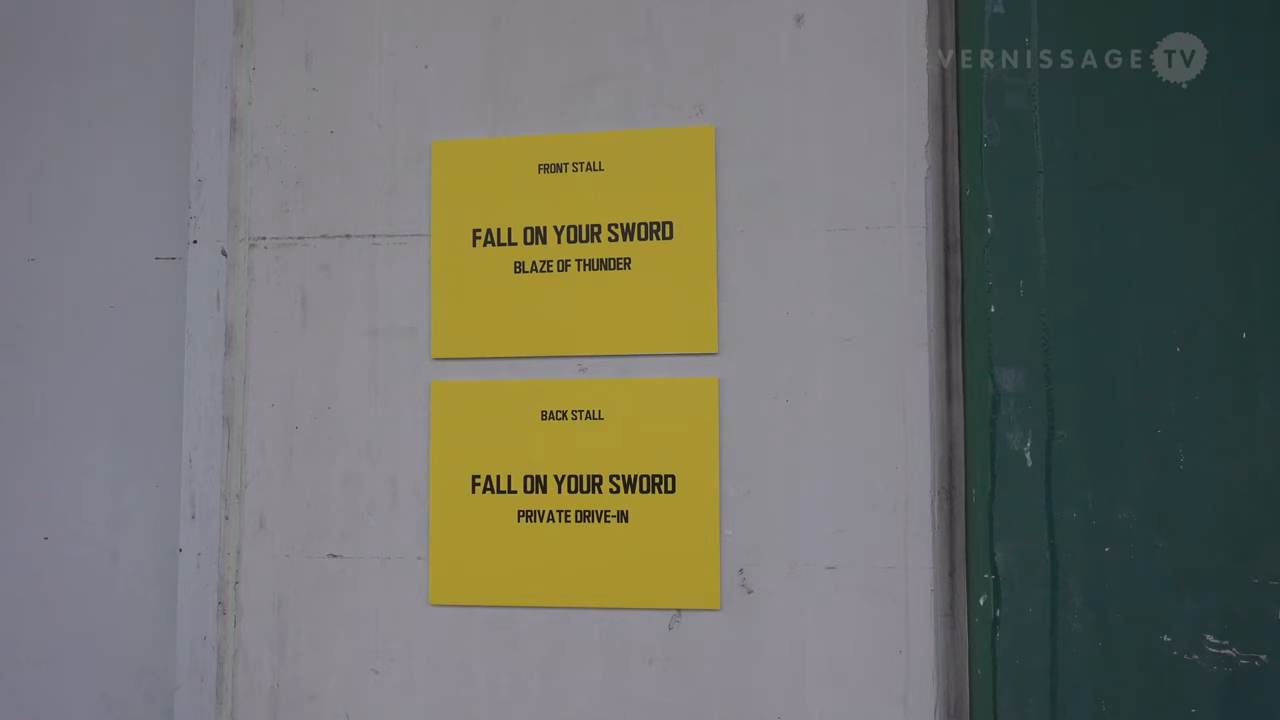 VERNISSAGE TV
FRONT STALL
FALL ON YOUR SWORD
BLAZE OF THUNDER
BACK STALL
FALL ON YOUR SWORD
PRIVATE DRIVE-IN